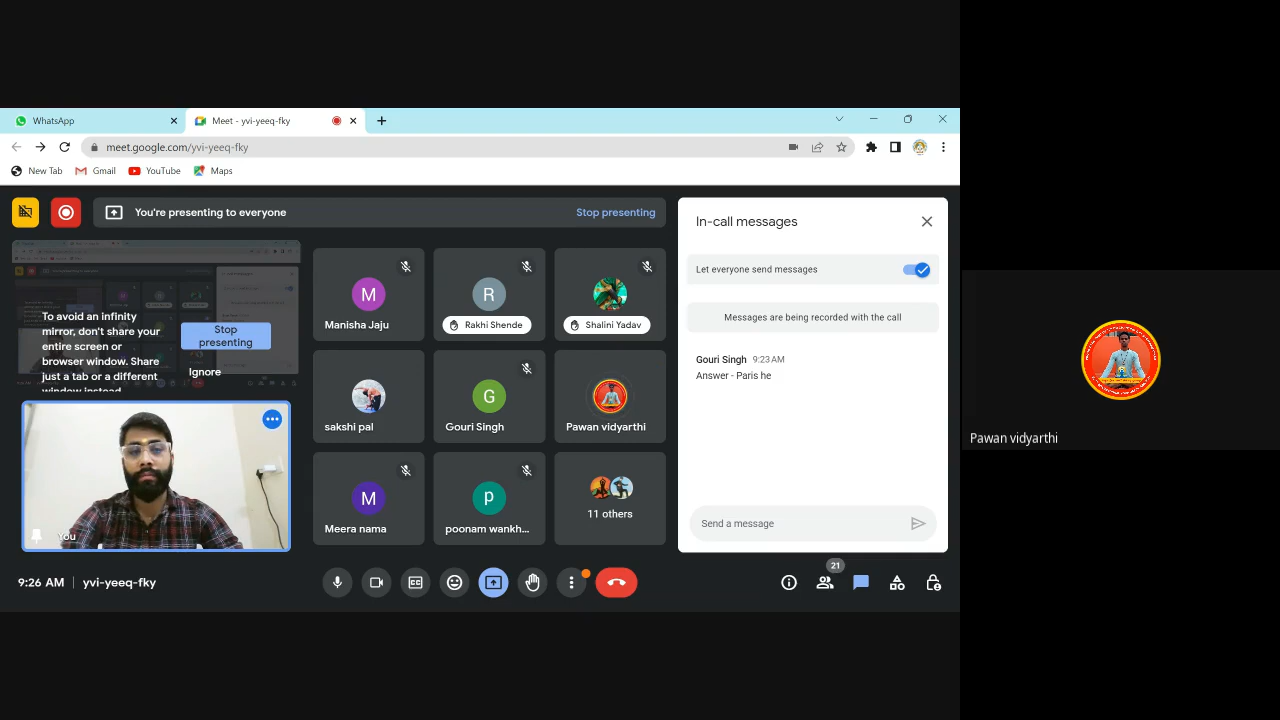 WhatsApp
Meet - yvi-yeeq-fky
meet.google.com/yvi-yeeq-fky
New Tab
Gmail
YouTube
Maps
You're presenting to everyone
Stop presenting
To avoid an infinity
mirror, don't share your
entire screen or
browser window. Share
just a tab or a different
window instead.
Stop
presenting
Ignore
You
M
Manisha Jaju
R
Rakhi Shende
Shalini Yadav
sakshi pal
G
Gouri Singh
Pawan vidyarthi
M
Meera nama
p
poonam wankh...
11 others
In-call messages
Let everyone send messages
Messages are being recorded with the call
Gouri Singh 9:23 AM
Answer - Paris he
Send a message
9:26 AM | yvi-yeeq-fky
21
Pawan vidyarthi